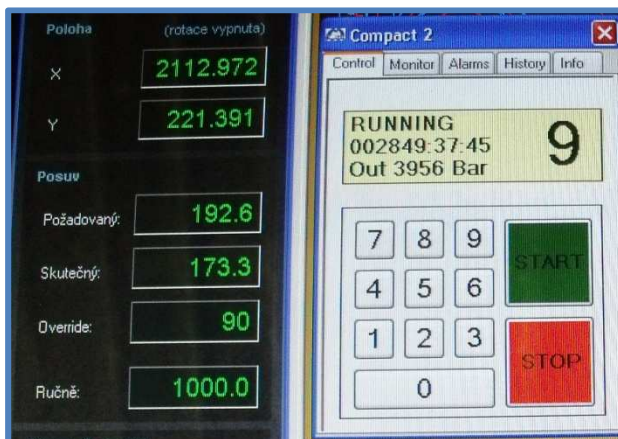 Poloha (rotace vypnuta)
X 2112.972
Y 221.391
Posuv
Požadovaný: 192.6
Skutečný: 173.3
Override: 90
Ručně: 1000.0
Compact 2
Control Monitor Alarms History Info
RUNNING
002849:37:45
Out 3956 Bar
9
7 8 9
START
4 5 6
1 2 3
STOP
0